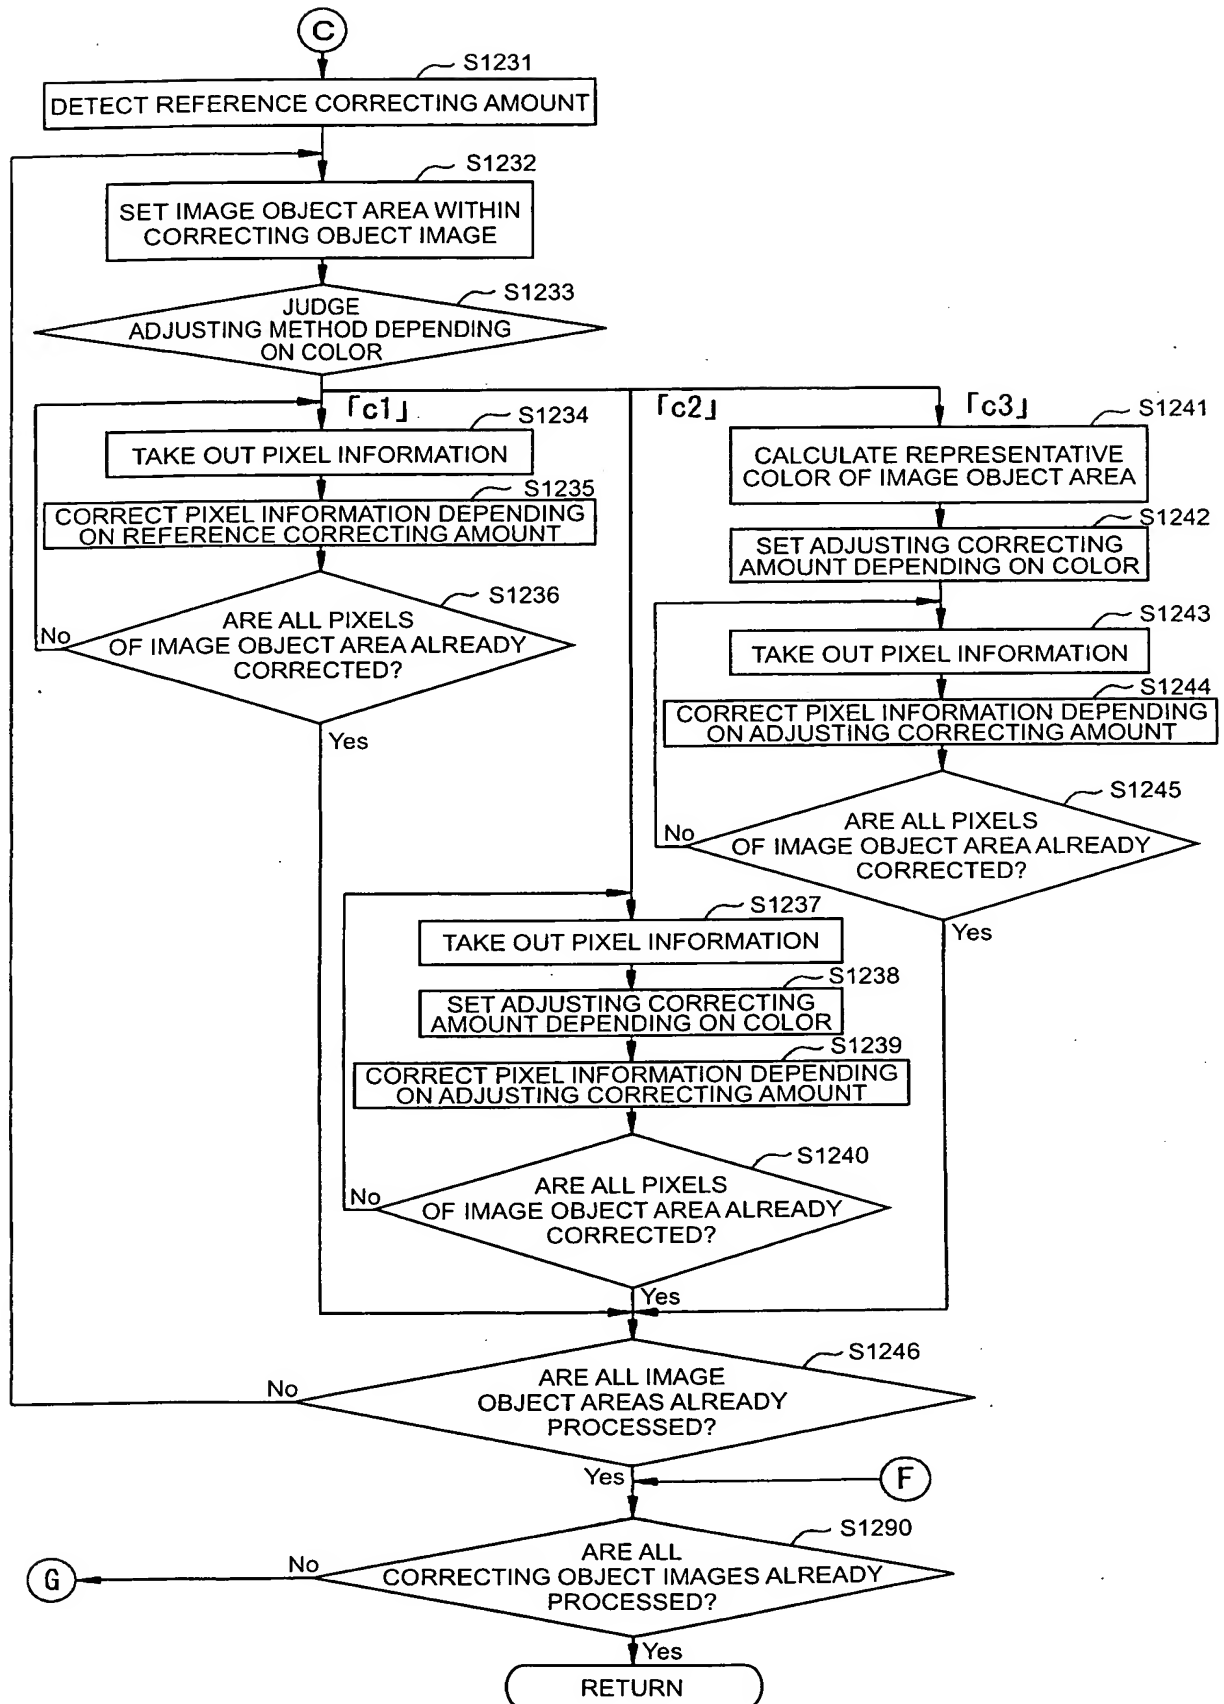 C
S1231
DETECT REFERENCE CORRECTING AMOUNT
S1232
SET IMAGE OBJECT AREA WITHIN
CORRECTING OBJECT IMAGE
S1233
JUDGE
ADJUSTING METHOD DEPENDING
ON COLOR
「c1」
S1234
TAKE OUT PIXEL INFORMATION
S1235
CORRECT PIXEL INFORMATION DEPENDING
ON REFERENCE CORRECTING AMOUNT
S1236
ARE ALL PIXELS
OF IMAGE OBJECT AREA ALREADY
CORRECTED?
No
Yes
「c2」
S1237
TAKE OUT PIXEL INFORMATION
S1238
SET ADJUSTING CORRECTING
AMOUNT DEPENDING ON COLOR
S1239
CORRECT PIXEL INFORMATION DEPENDING
ON ADJUSTING CORRECTING AMOUNT
S1240
ARE ALL PIXELS
OF IMAGE OBJECT AREA ALREADY
CORRECTED?
No
Yes
「c3」
S1241
CALCULATE REPRESENTATIVE
COLOR OF IMAGE OBJECT AREA
S1242
SET ADJUSTING CORRECTING
AMOUNT DEPENDING ON COLOR
S1243
TAKE OUT PIXEL INFORMATION
S1244
CORRECT PIXEL INFORMATION DEPENDING
ON ADJUSTING CORRECTING AMOUNT
S1245
ARE ALL PIXELS
OF IMAGE OBJECT AREA ALREADY
CORRECTED?
No
Yes
S1246
ARE ALL IMAGE
OBJECT AREAS ALREADY
PROCESSED?
No
Yes
F
S1290
ARE ALL
CORRECTING OBJECT IMAGES ALREADY
PROCESSED?
No
G
Yes
RETURN